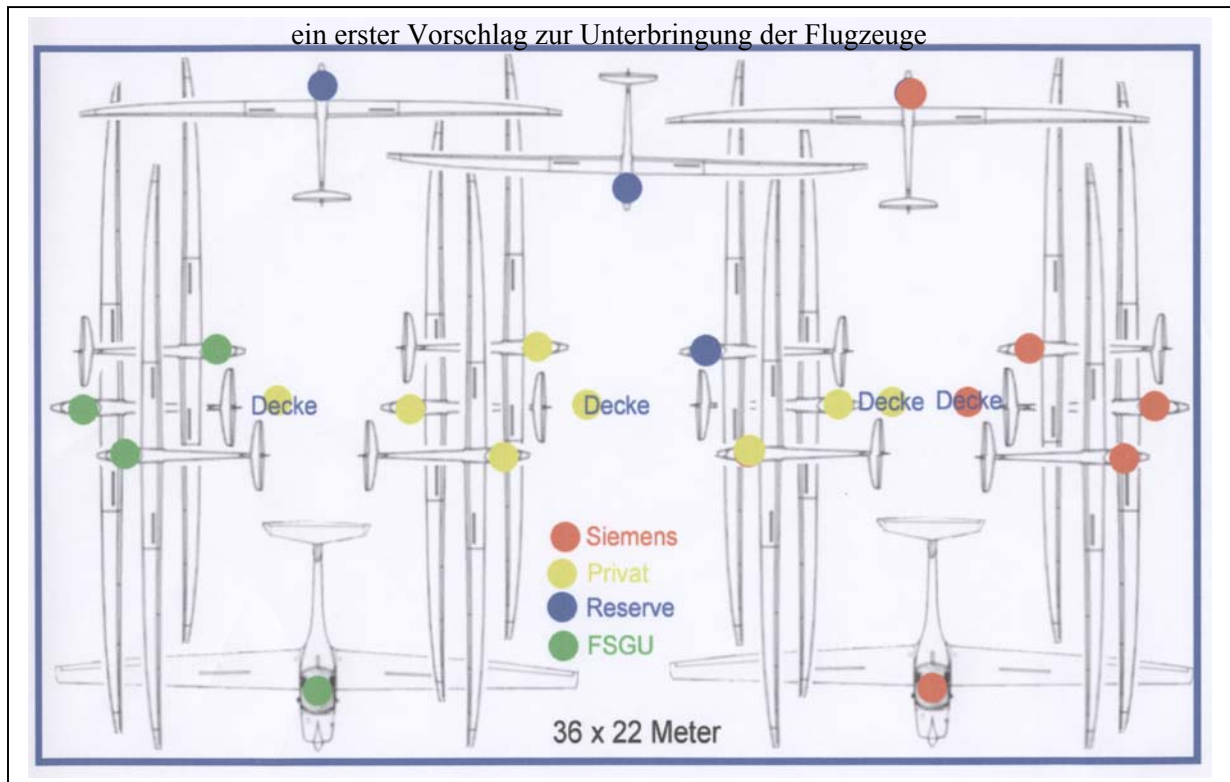 ein erster Vorschlag zur Unterbringung der Flugzeuge
Decke
Decke
Decke
Decke
Siemens
Privat
Reserve
FSGU
36 x 22 Meter